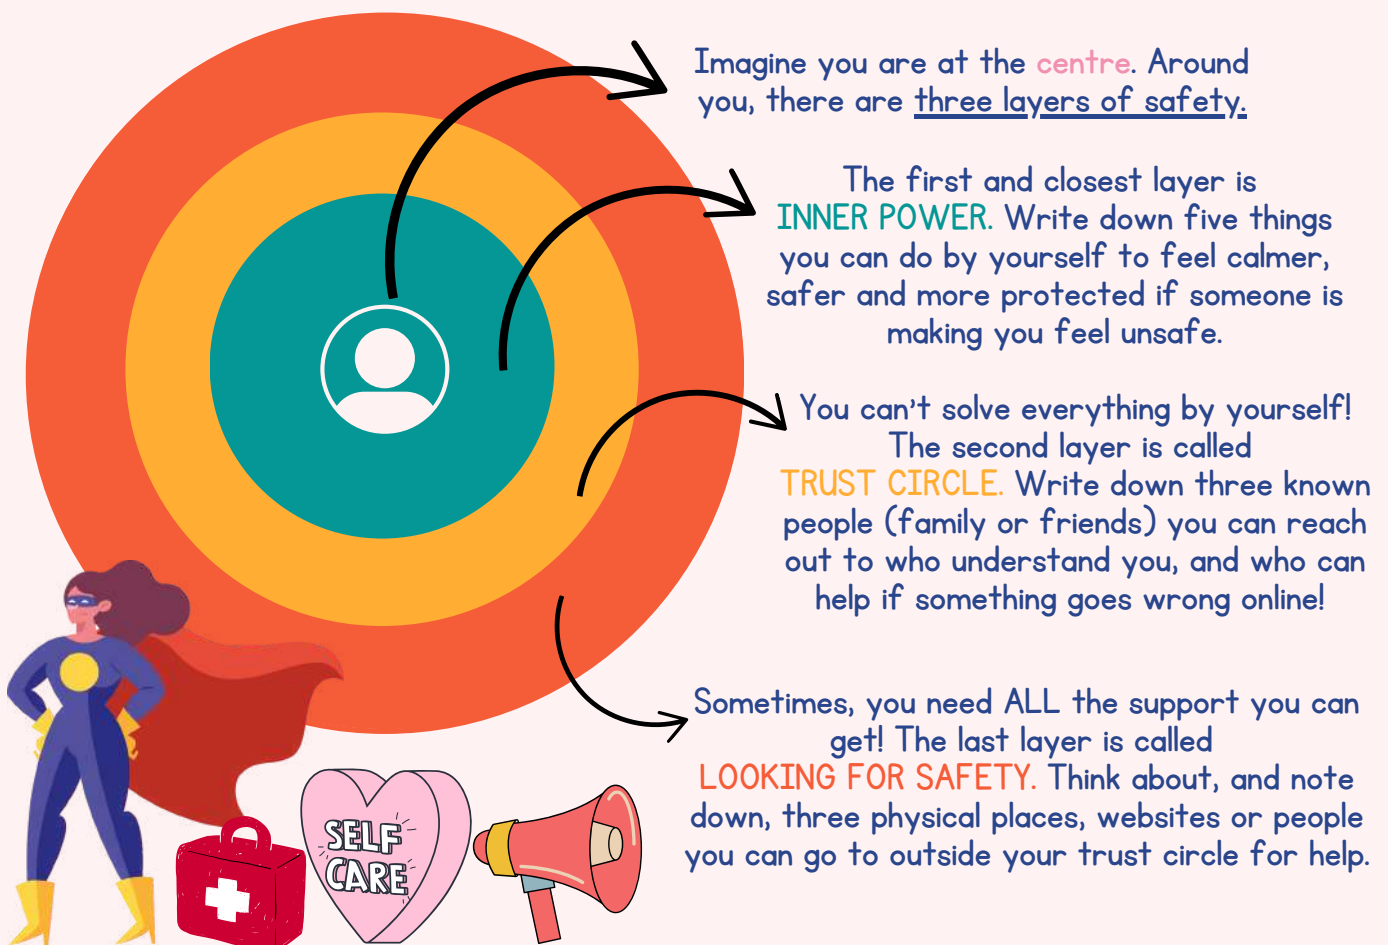 Imagine you are at the centre. Around
you, there are three layers of safety.
The first and closest layer is
INNER POWER. Write down five things
you can do by yourself to feel calmer,
safer and more protected if someone is
making you feel unsafe.
You can't solve everything by yourself!
The second layer is called
TRUST CIRCLE. Write down three known
people (family or friends) you can reach
out to who understand you, and who can
help if something goes wrong online!
Sometimes, you need ALL the support you can
get! The last layer is called
LOOKING FOR SAFETY. Think about, and note
down, three physical places, websites or people
you can go to outside your trust circle for help.
SELF
CARE